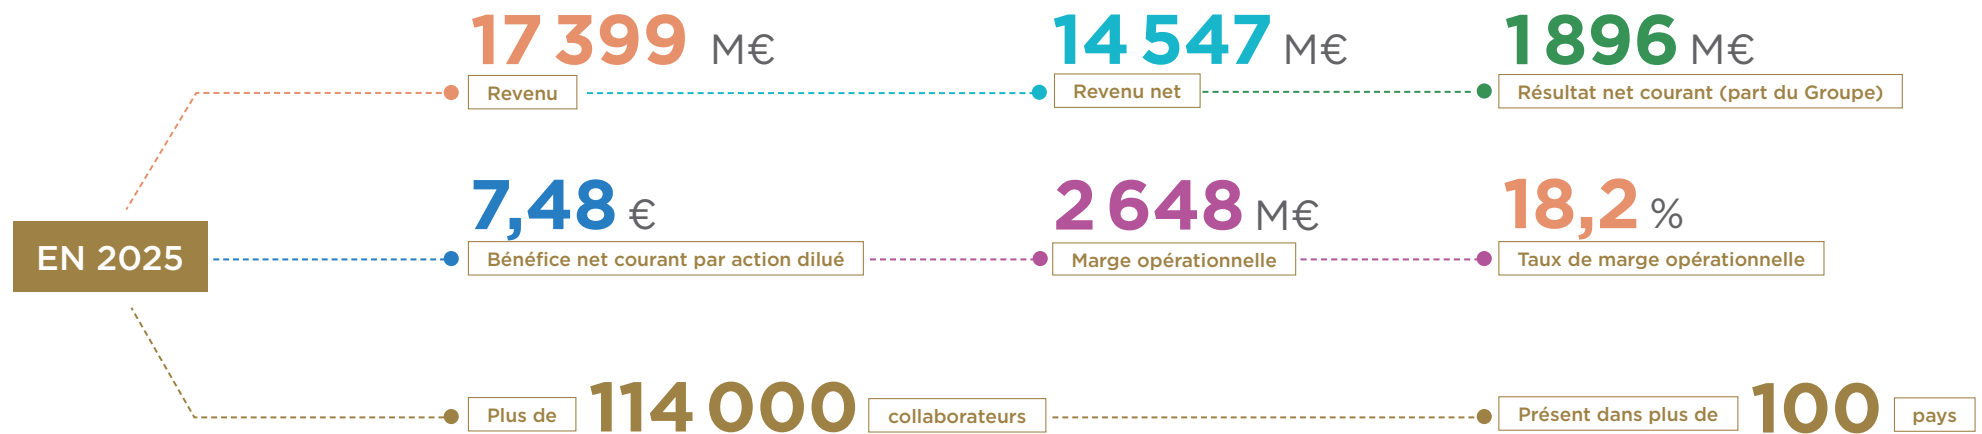 17 399 M€
Revenu
14 547 M€
Revenu net
1 896 M€
Résultat net courant (part du Groupe)
EN 2025
7,48 €
Bénéfice net courant par action dilué
2 648 M€
Marge opérationnelle
18,2 %
Taux de marge opérationnelle
Plus de 114 000 collaborateurs
Présent dans plus de 100 pays